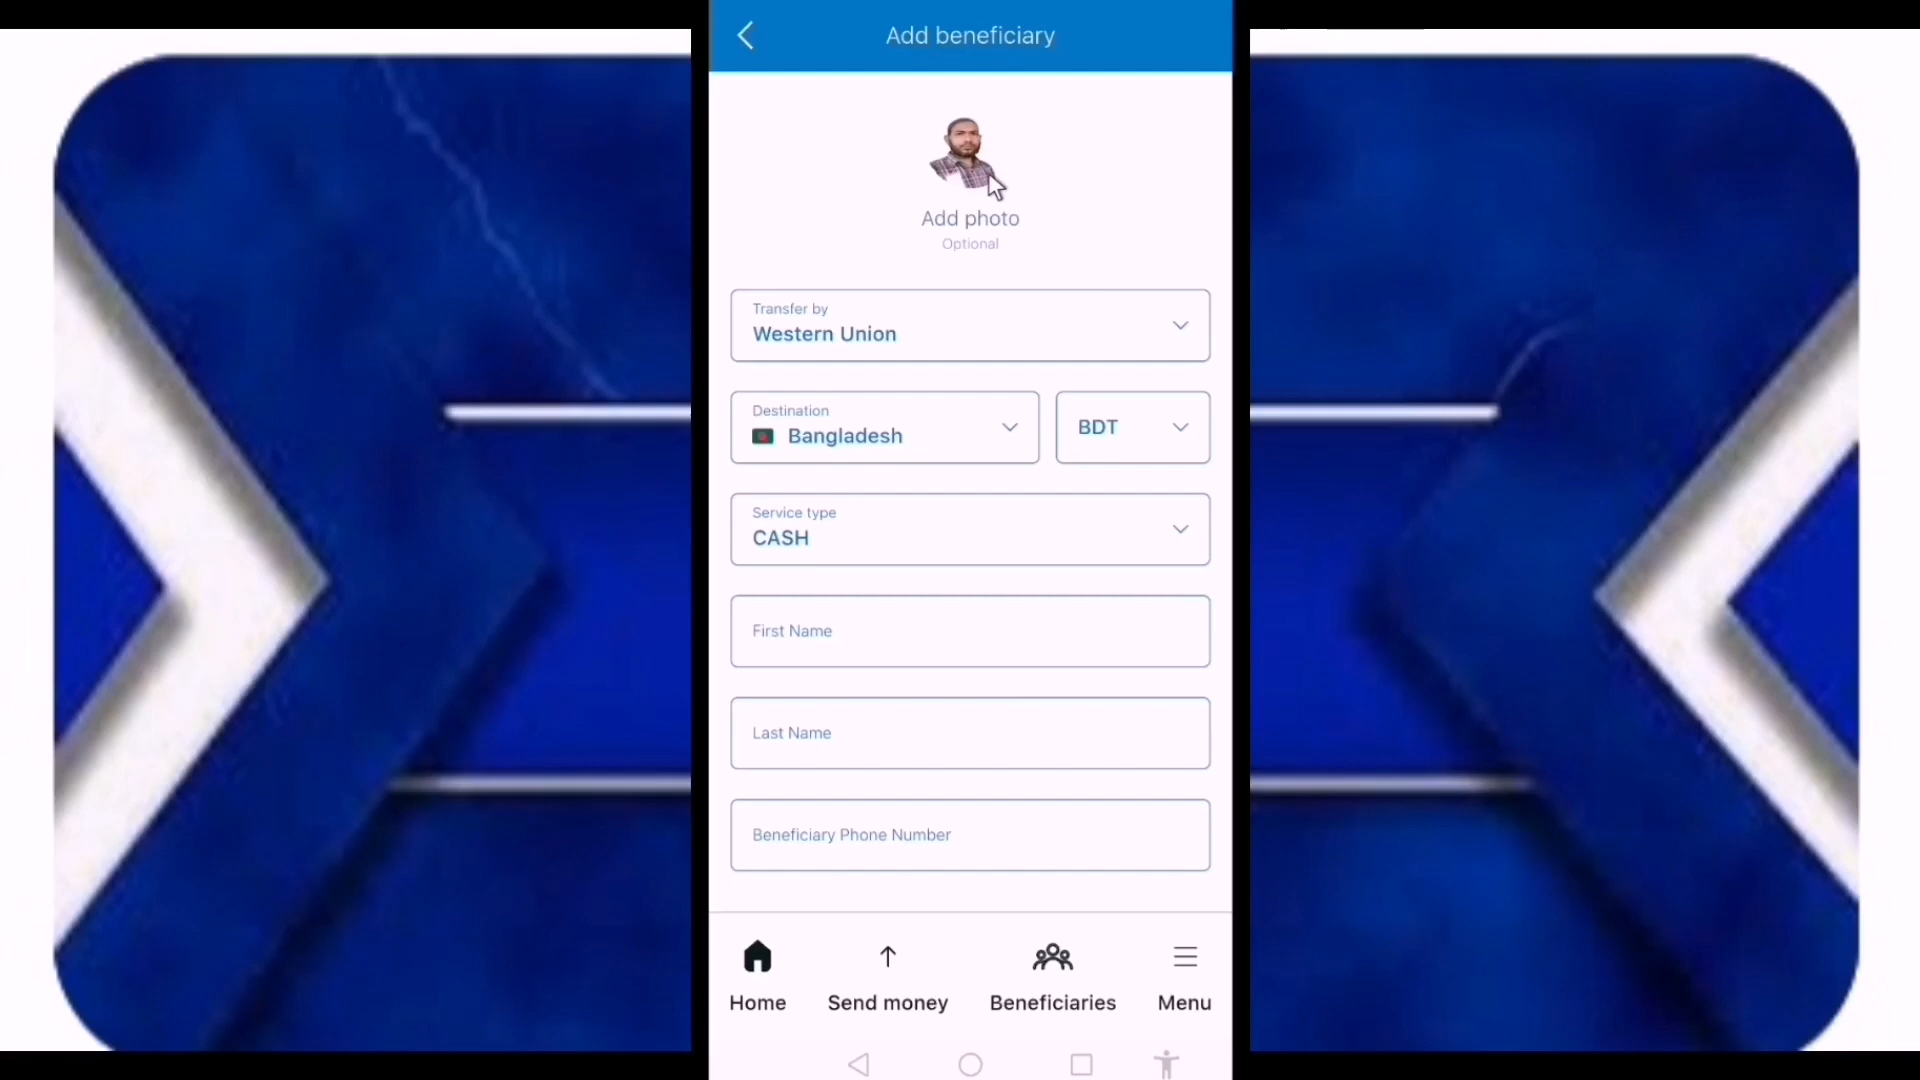 Add beneficiary
Add photo
Optional
Transfer by
Western Union
Destination
Bangladesh
BDT
Service type
CASH
First Name
Last Name
Beneficiary Phone Number
Home
Send money
Beneficiaries
Menu